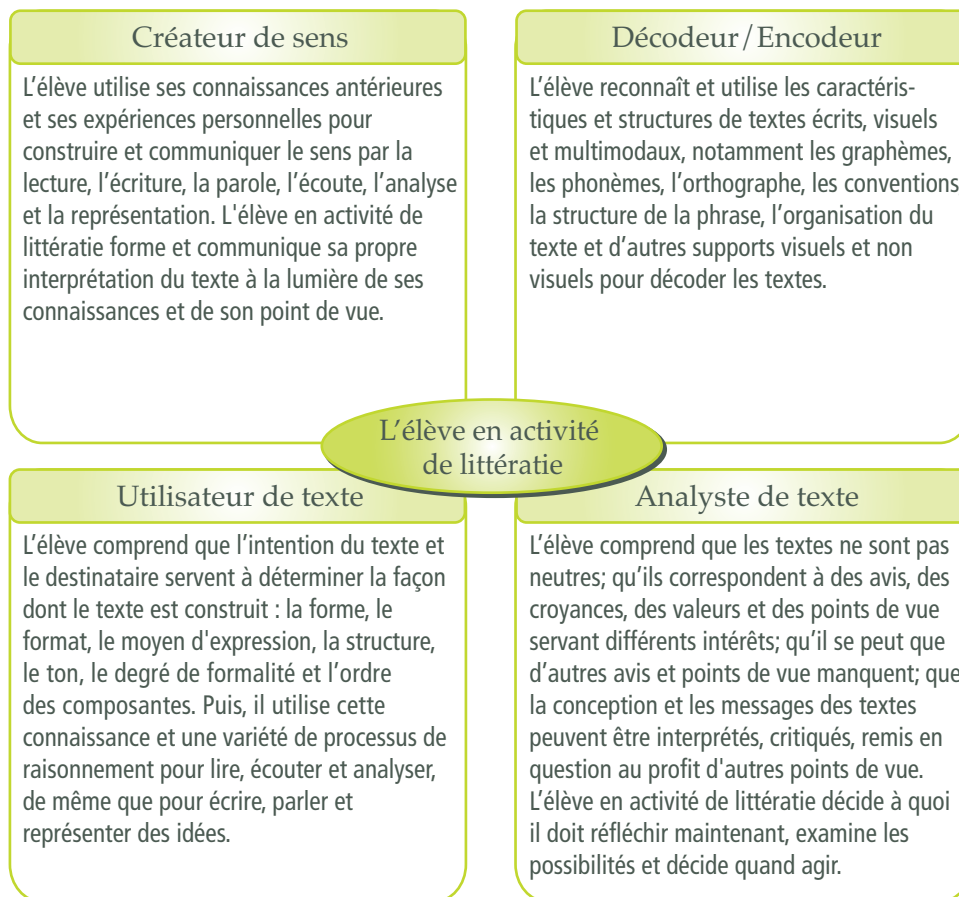 Créateur de sens
L'élève utilise ses connaissances antérieures
et ses expériences personnelles pour
construire et communiquer le sens par la
lecture, l'écriture, la parole, l'écoute, l'analyse
et la représentation. L'élève en activité de
littératie forme et communique sa propre
interprétation du texte à la lumière de ses
connaissances et de son point de vue.
Décodeur/Encodeur
L'élève reconnaît et utilise les caractéris-
tiques et structures de textes écrits, visuels
et multimodaux, notamment les graphèmes,
les phonèmes, l'orthographe, les conventions
la structure de la phrase, l'organisation du
texte et d'autres supports visuels et non
visuels pour décoder les textes.
L'élève en activité
de littératie
Utilisateur de texte
L'élève comprend que l'intention du texte et
le destinataire servent à déterminer la façon
dont le texte est construit : la forme, le
format, le moyen d'expression, la structure,
le ton, le degré de formalité et l'ordre
des composantes. Puis, il utilise cette
connaissance et une variété de processus de
raisonnement pour lire, écouter et analyser,
de même que pour écrire, parler et
représenter des idées.
Analyste de texte
L'élève comprend que les textes ne sont pas
neutres; qu'ils correspondent à des avis, des
croyances, des valeurs et des points de vue
servant différents intérêts; qu'il se peut que
d'autres avis et points de vue manquent; que
la conception et les messages des textes
peuvent être interprétés, critiqués, remis en
question au profit d'autres points de vue.
L'élève en activité de littératie décide à quoi
il doit réfléchir maintenant, examine les
possibilités et décide quand agir.